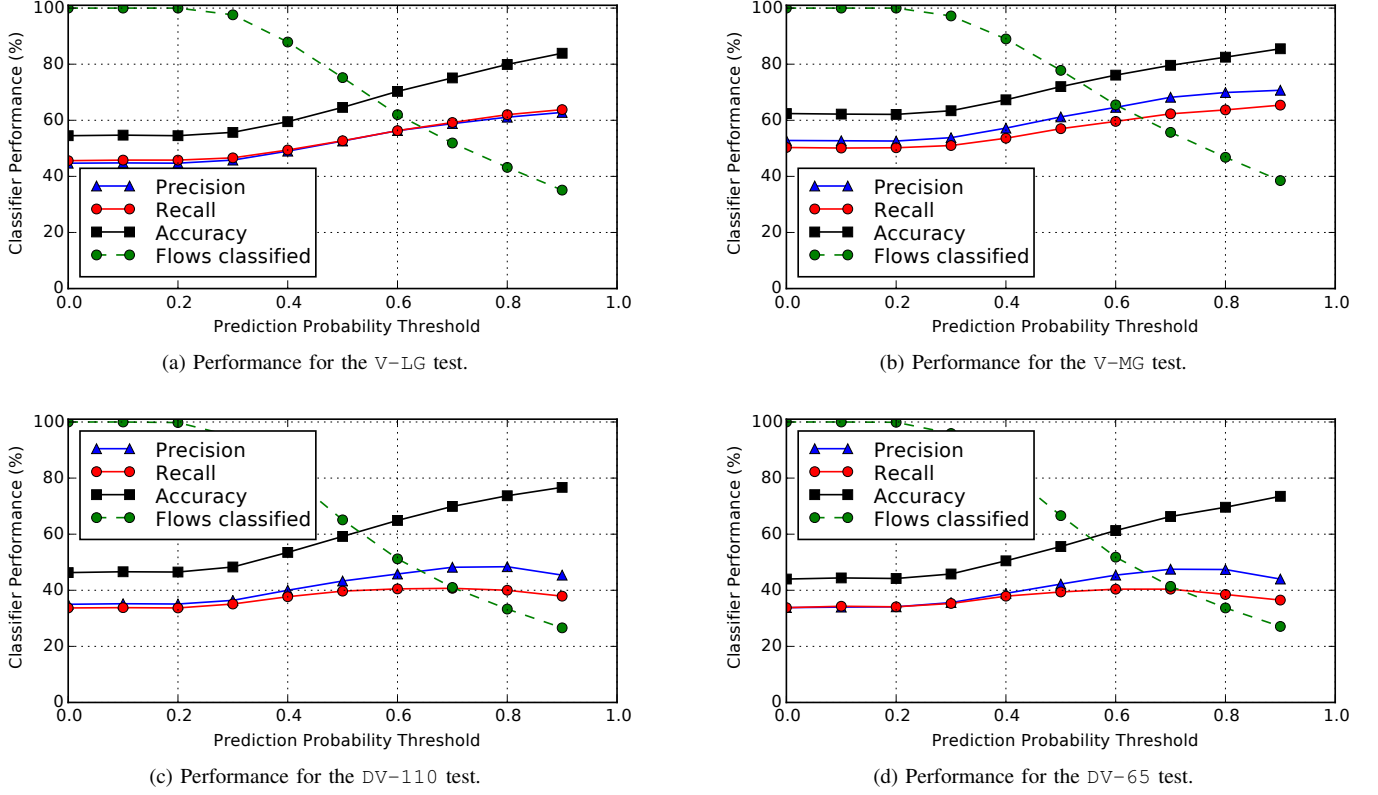 100
80
60
40
20
0
Classifier Performance (%)
Precision
Recall
Accuracy
Flows classified
0.0 0.2 0.4 0.6 0.8 1.0
Prediction Probability Threshold
(a) Performance for the V-LG test.
100
80
60
40
20
0
Classifier Performance (%)
Precision
Recall
Accuracy
Flows classified
0.0 0.2 0.4 0.6 0.8 1.0
Prediction Probability Threshold
(b) Performance for the V-MG test.
100
80
60
40
20
0
Classifier Performance (%)
Precision
Recall
Accuracy
Flows classified
0.0 0.2 0.4 0.6 0.8 1.0
Prediction Probability Threshold
(c) Performance for the DV-110 test.
100
80
60
40
20
0
Classifier Performance (%)
Precision
Recall
Accuracy
Flows classified
0.0 0.2 0.4 0.6 0.8 1.0
Prediction Probability Threshold
(d) Performance for the DV-65 test.